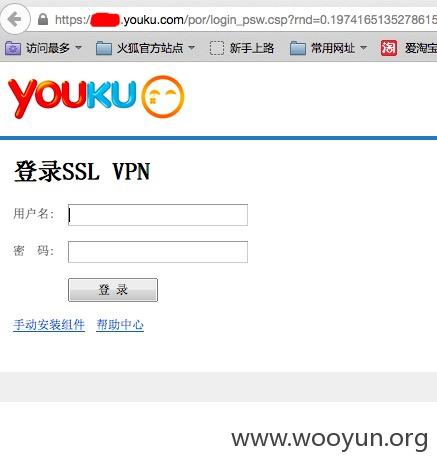 https:// .youku.com/por/login_psw.csp?rnd=0.1974165135278615
访问最多 火狐官方站点 新手上路 常用网址 淘 爱淘宝
YOUKU
登录SSL VPN
用户名:
密 码:
登 录
手动安装组件 帮助中心
www.wooyun.org